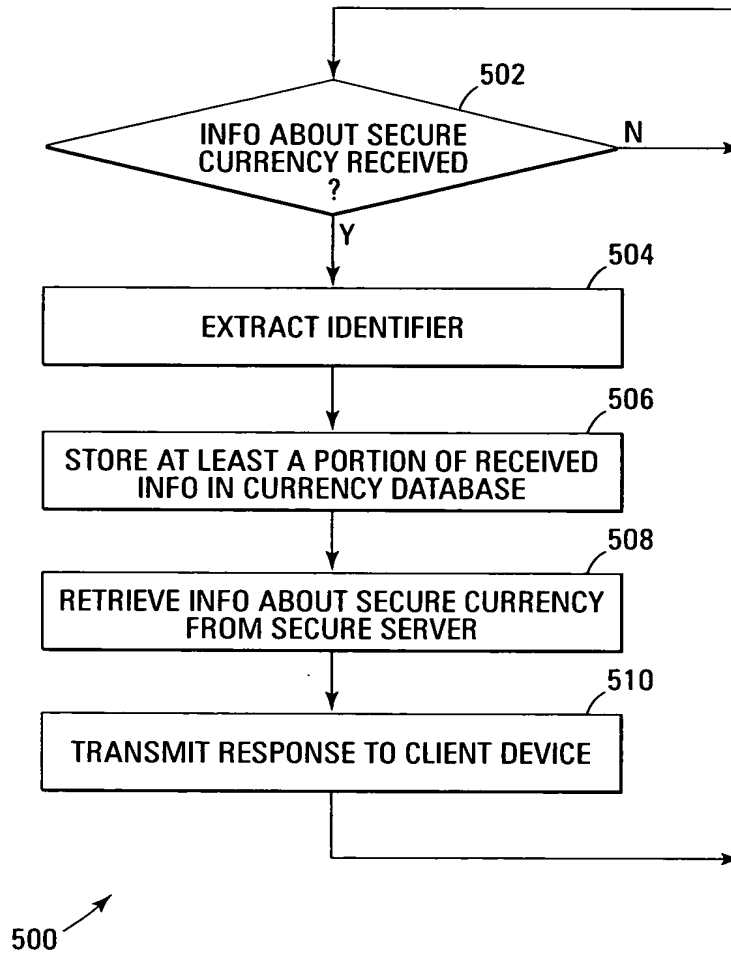 502
INFO ABOUT SECURE
CURRENCY RECEIVED
?
N
Y
504
EXTRACT IDENTIFIER
506
STORE AT LEAST A PORTION OF RECEIVED
INFO IN CURRENCY DATABASE
508
RETRIEVE INFO ABOUT SECURE CURRENCY
FROM SECURE SERVER
510
TRANSMIT RESPONSE TO CLIENT DEVICE
500